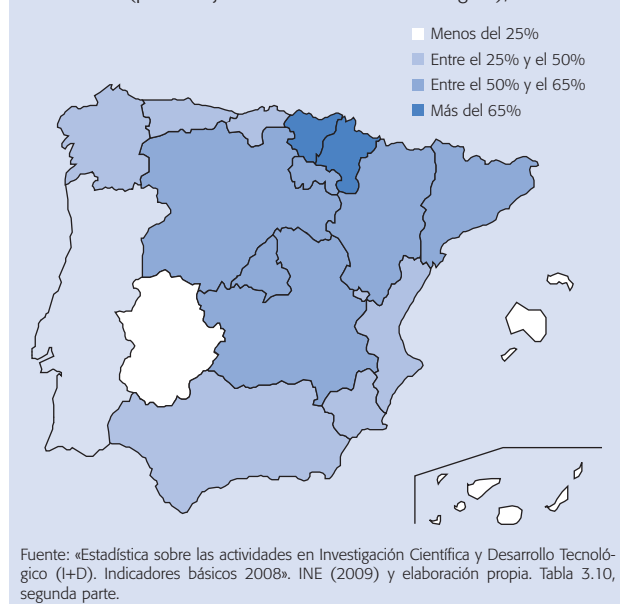 Menos del 25%
Entre el 25% y el 50%
Entre el 50% y el 65%
Más del 65%
Fuente: «Estadística sobre las actividades en Investigación Científica y Desarrollo Tecnoló-
gico (I+D). Indicadores básicos 2008». INE (2009) y elaboración propia. Tabla 3.10,
segunda parte.